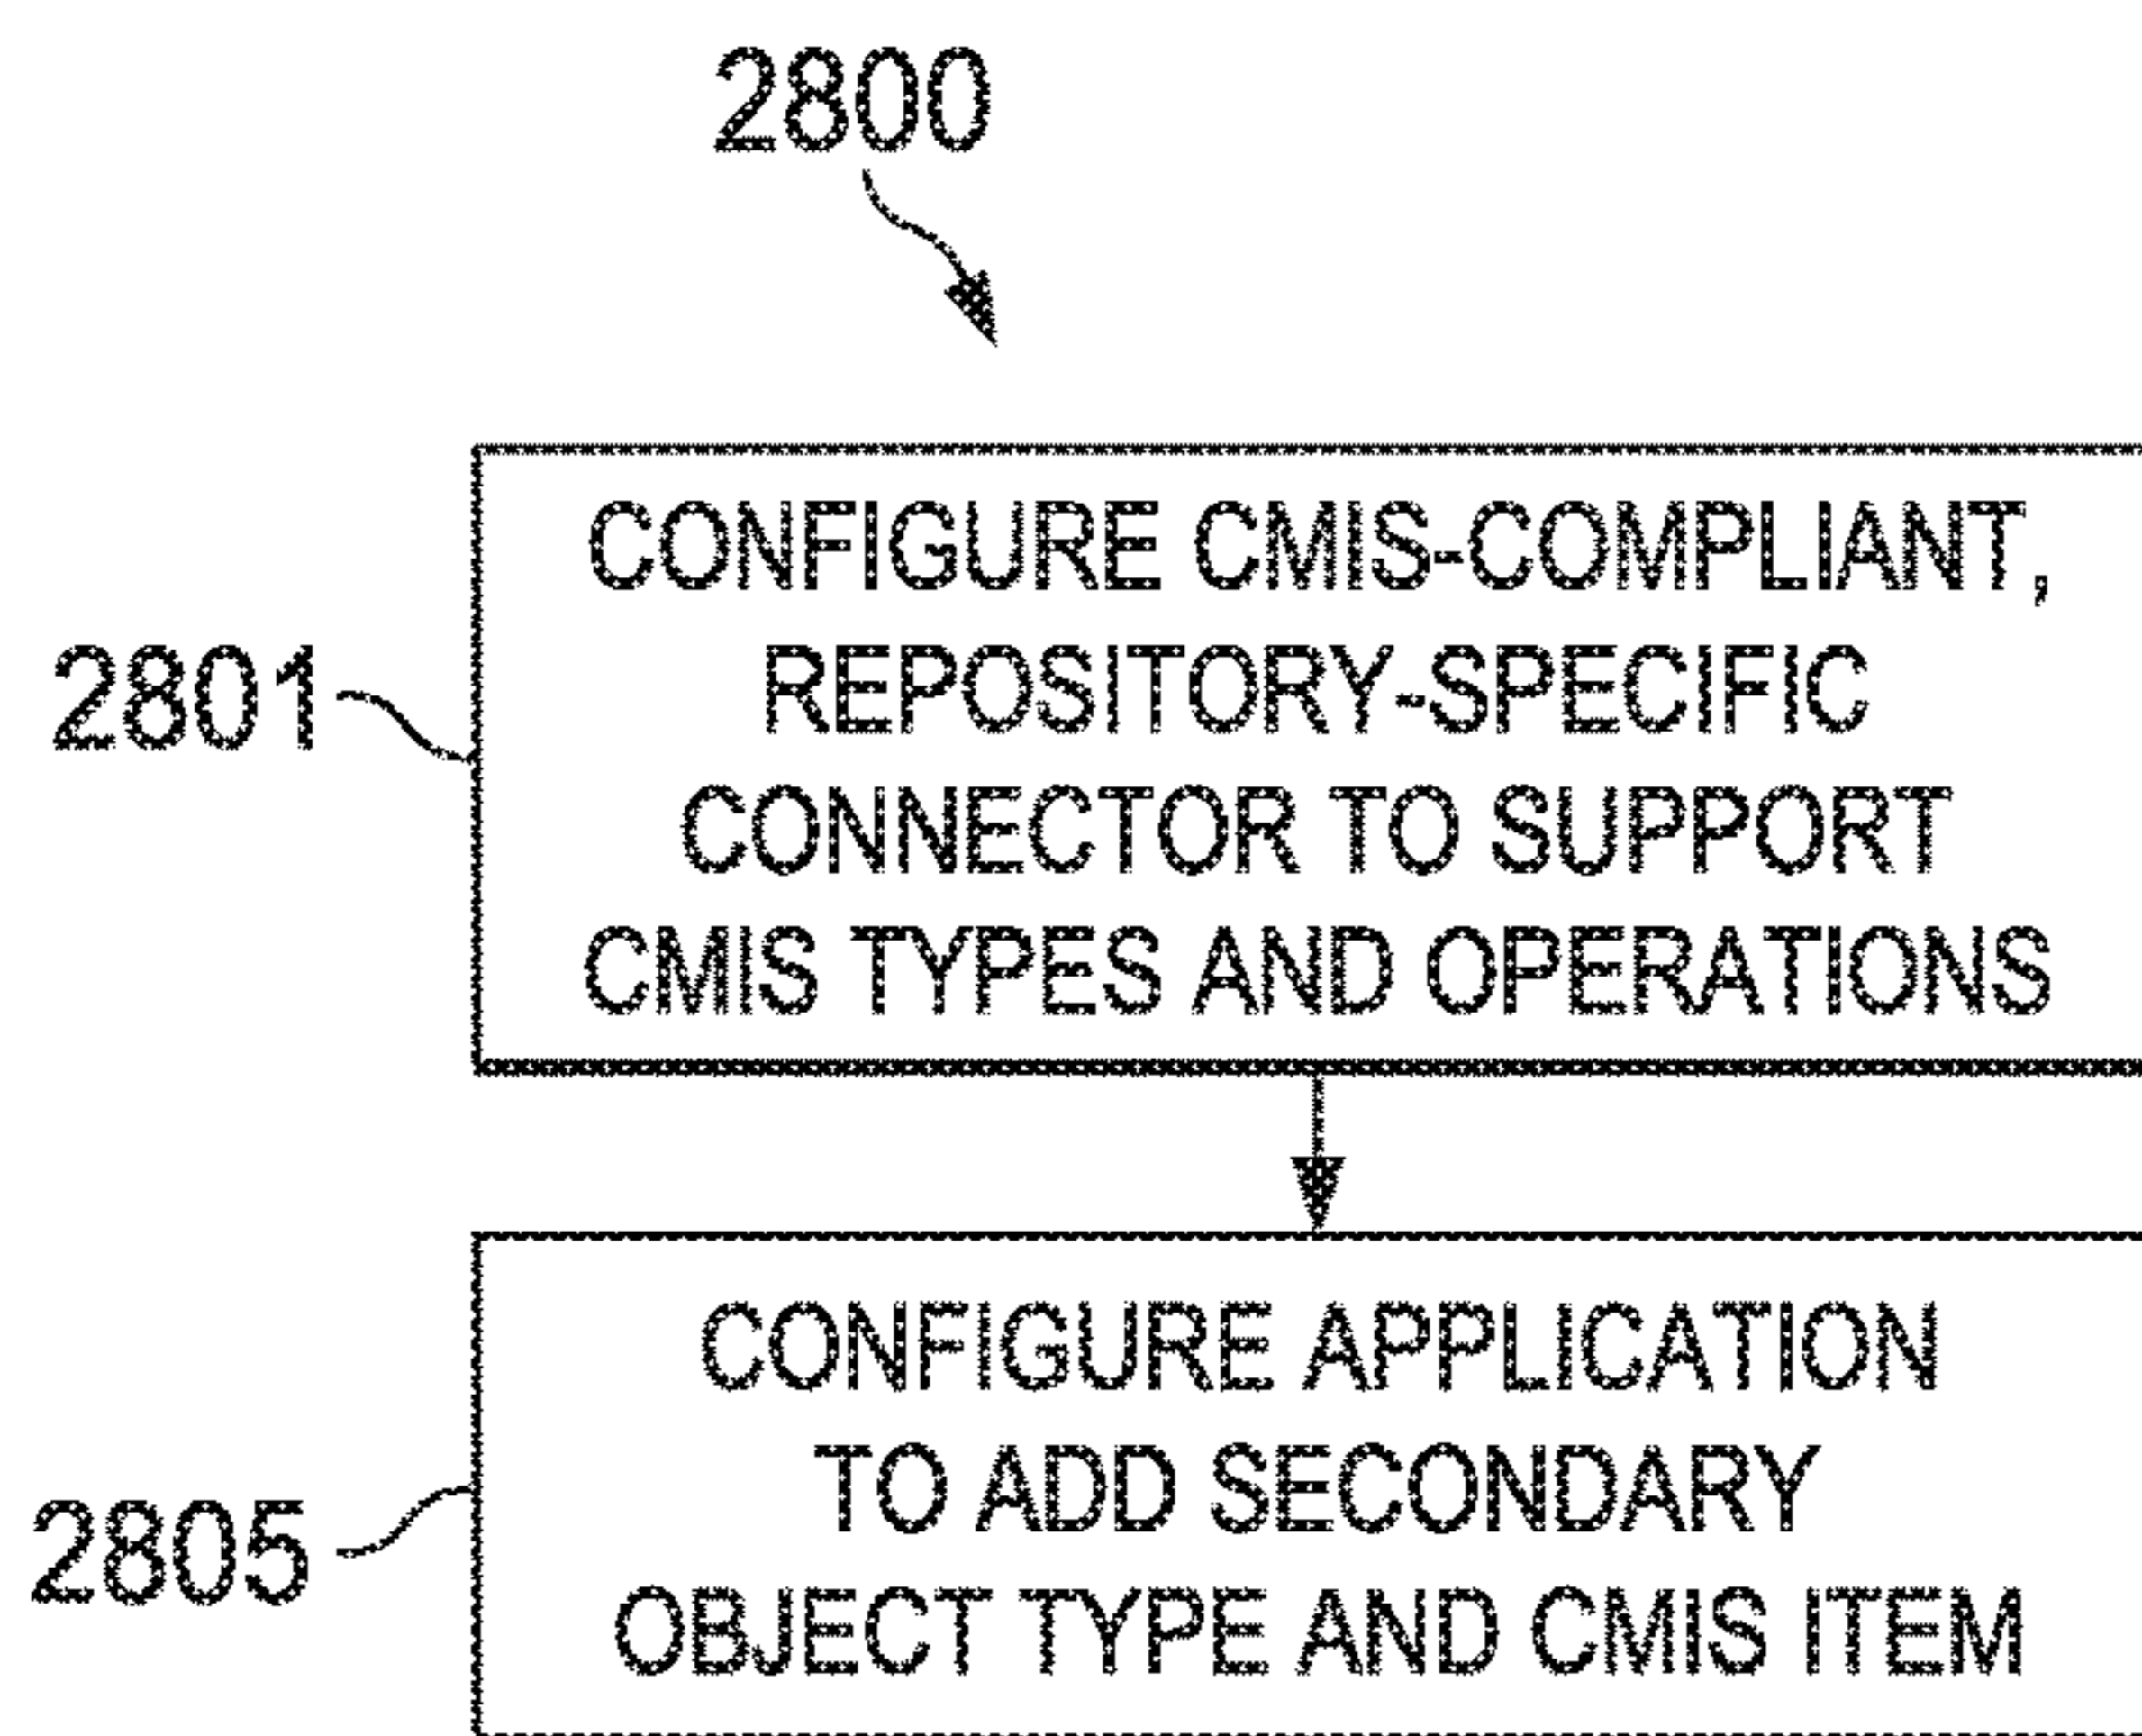 2800
2801
CONFIGURE CMIS-COMPLIANT,
REPOSITORY-SPECIFIC
CONNECTOR TO SUPPORT
CMIS TYPES AND OPERATIONS
2805
CONFIGURE APPLICATION
TO ADD SECONDARY
OBJECT TYPE AND CMIS ITEM